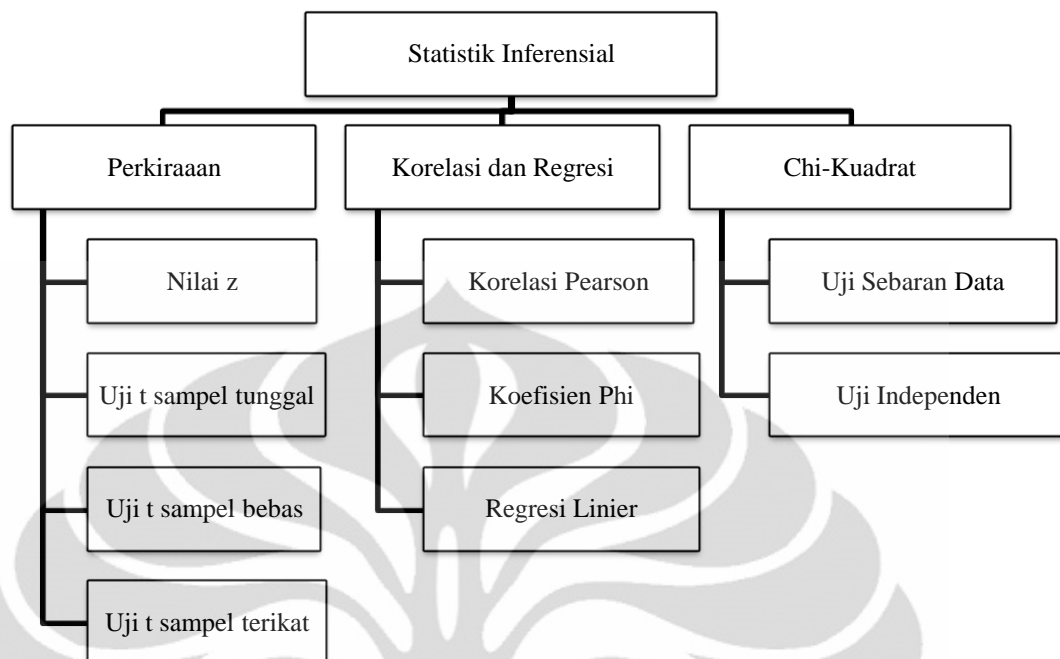 Statistik Inferensial
Perkiraaan
Korelasi dan Regresi
Chi-Kuadrat
Nilai z
Korelasi Pearson
Uji Sebaran Data
Uji t sampel tunggal
Koefisien Phi
Uji Independen
Uji t sampel bebas
Regresi Linier
Uji t sampel terikat